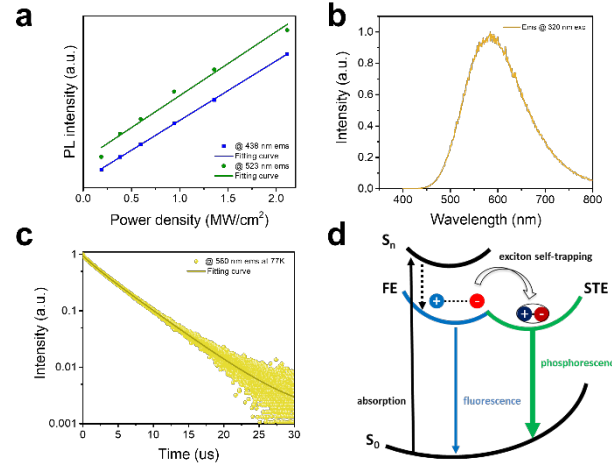 a
PL intensity (a.u.)
@ 438 nm ems
Fitting curve
@ 523 nm ems
Fitting curve
0.0 0.5 1.0 1.5 2.0
Power density (MW/cm²)
b
Intensity (a.u.)
1.0
0.8
0.6
0.4
0.2
0.0
Ems @ 320 nm exc
400 500 600 700 800
Wavelength (nm)
c
Intensity (a.u.)
1
0.1
0.01
0.001
@ 560 nm ems at 77K
Fitting curve
0 5 10 15 20 25 30
Time (us)
d
Sn
exciton self-trapping
FE
STE
+ -
+ -
phosphorescence
fluorescence
absorption
S0